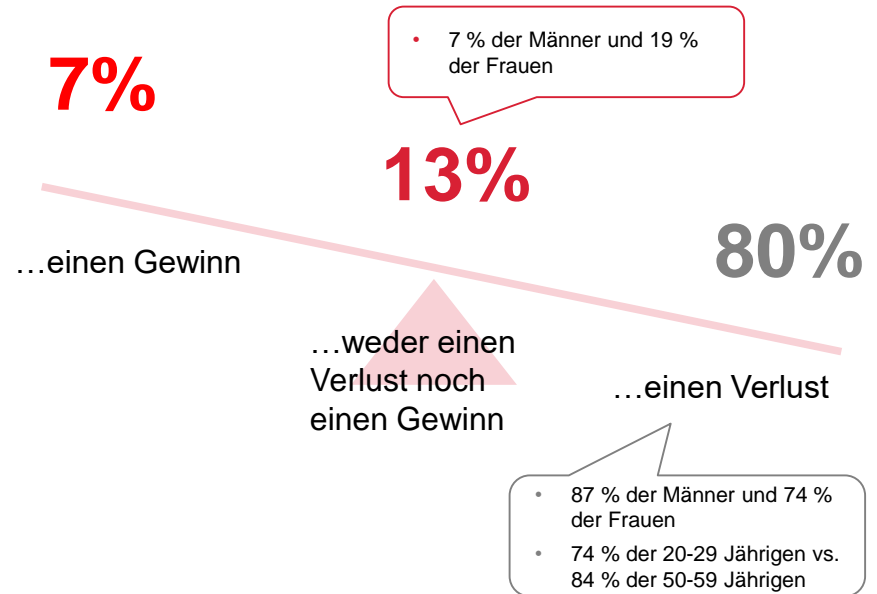 7%
• 7 % der Männer und 19 %
der Frauen
13%
80%
…einen Gewinn
…weder einen
Verlust noch
einen Gewinn
…einen Verlust
• 87 % der Männer und 74 %
der Frauen
• 74 % der 20-29 Jährigen vs.
84 % der 50-59 Jährigen